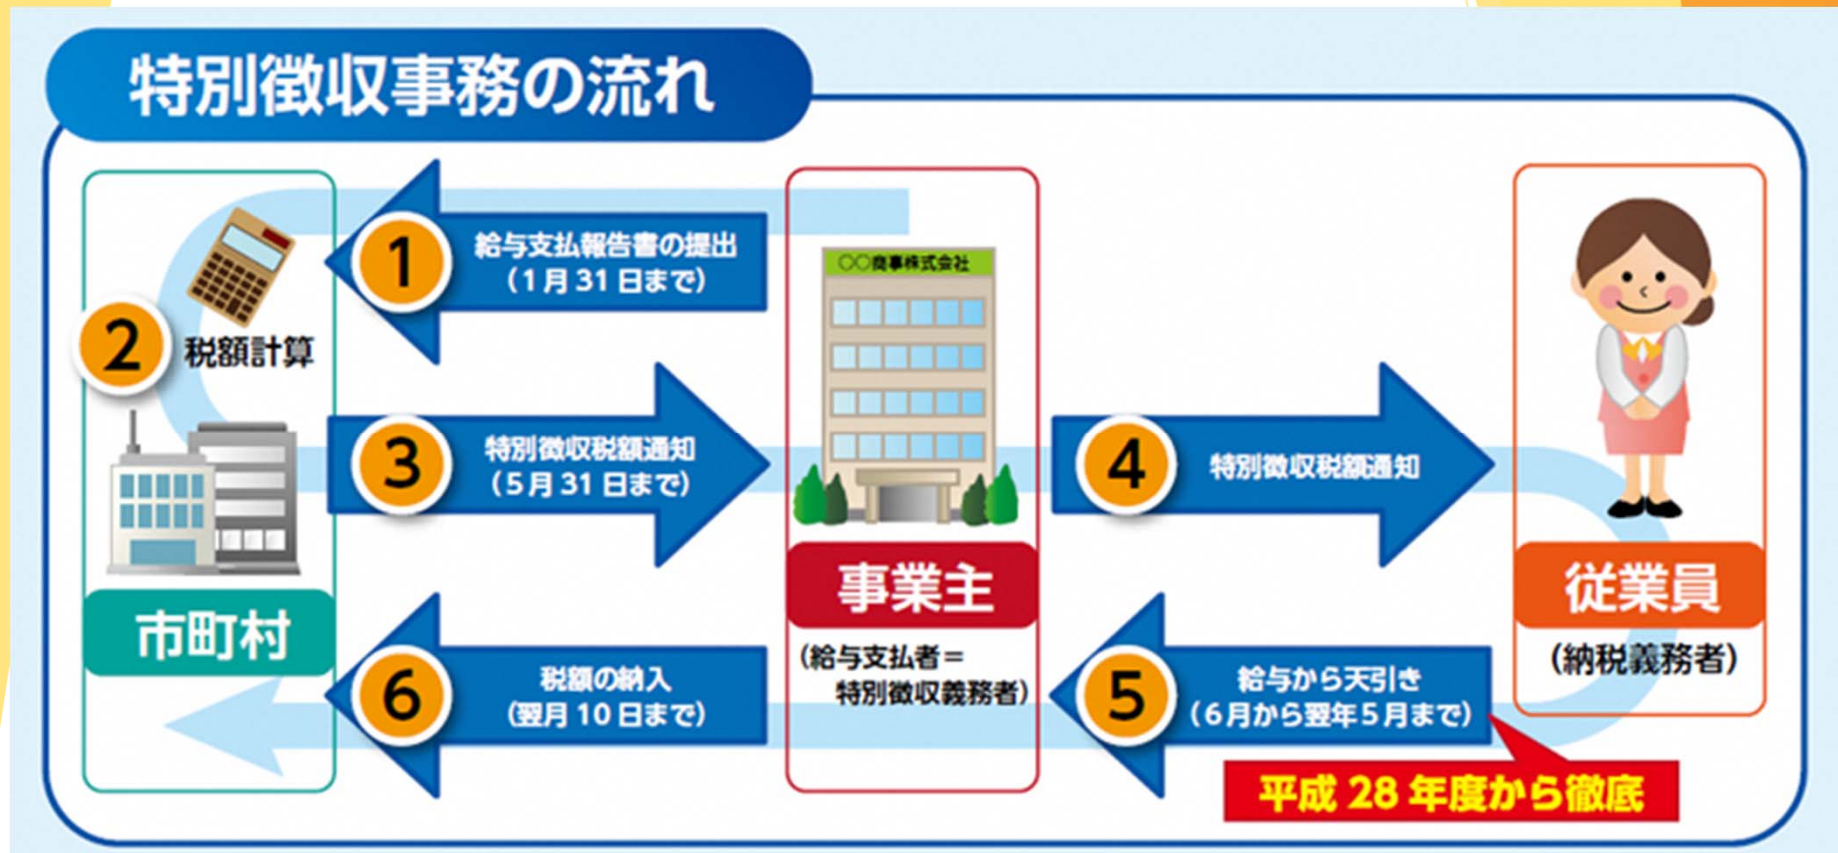 特別徴収事務の流れ
1
給与支払報告書の提出
（1月31日まで）
2
税額計算
3
特別徴収税額通知
（5月31日まで）
〇〇商事株式会社
4
特別徴収税額通知
市町村
事業主
（給与支払者＝
特別徴収義務者）
従業員
（納税義務者）
5
給与から天引き
（6月から翌年5月まで）
平成28年度から徹底
6
税額の納入
（翌月10日まで）